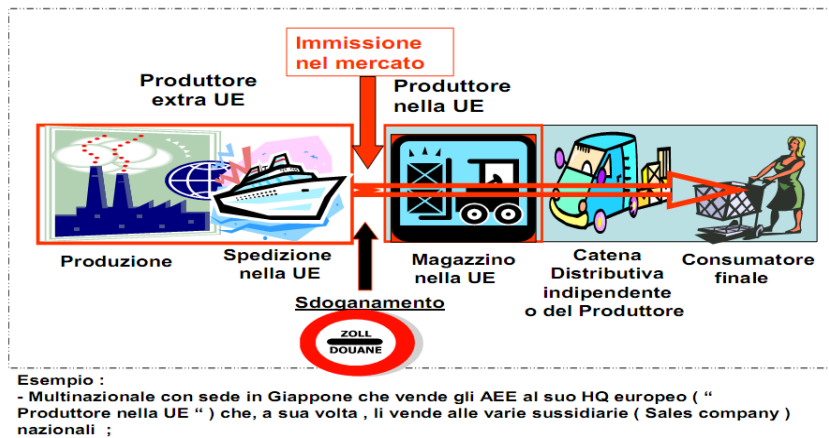 Immissione
nel mercato
Produttore
extra UE
Produttore
nella UE
Produzione
Spedizione
nella UE
Magazzino
nella UE
Catena
Distributiva
indipendente
o del Produttore
Consumatore
finale
Sdoganamento
ZOLL
DOUANE
Esempio :
- Multinazionale con sede in Giappone che vende gli AEE al suo HQ europeo ( “
Produttore nella UE “ ) che, a sua volta , li vende alle varie sussidiarie ( Sales company )
nazionali ;